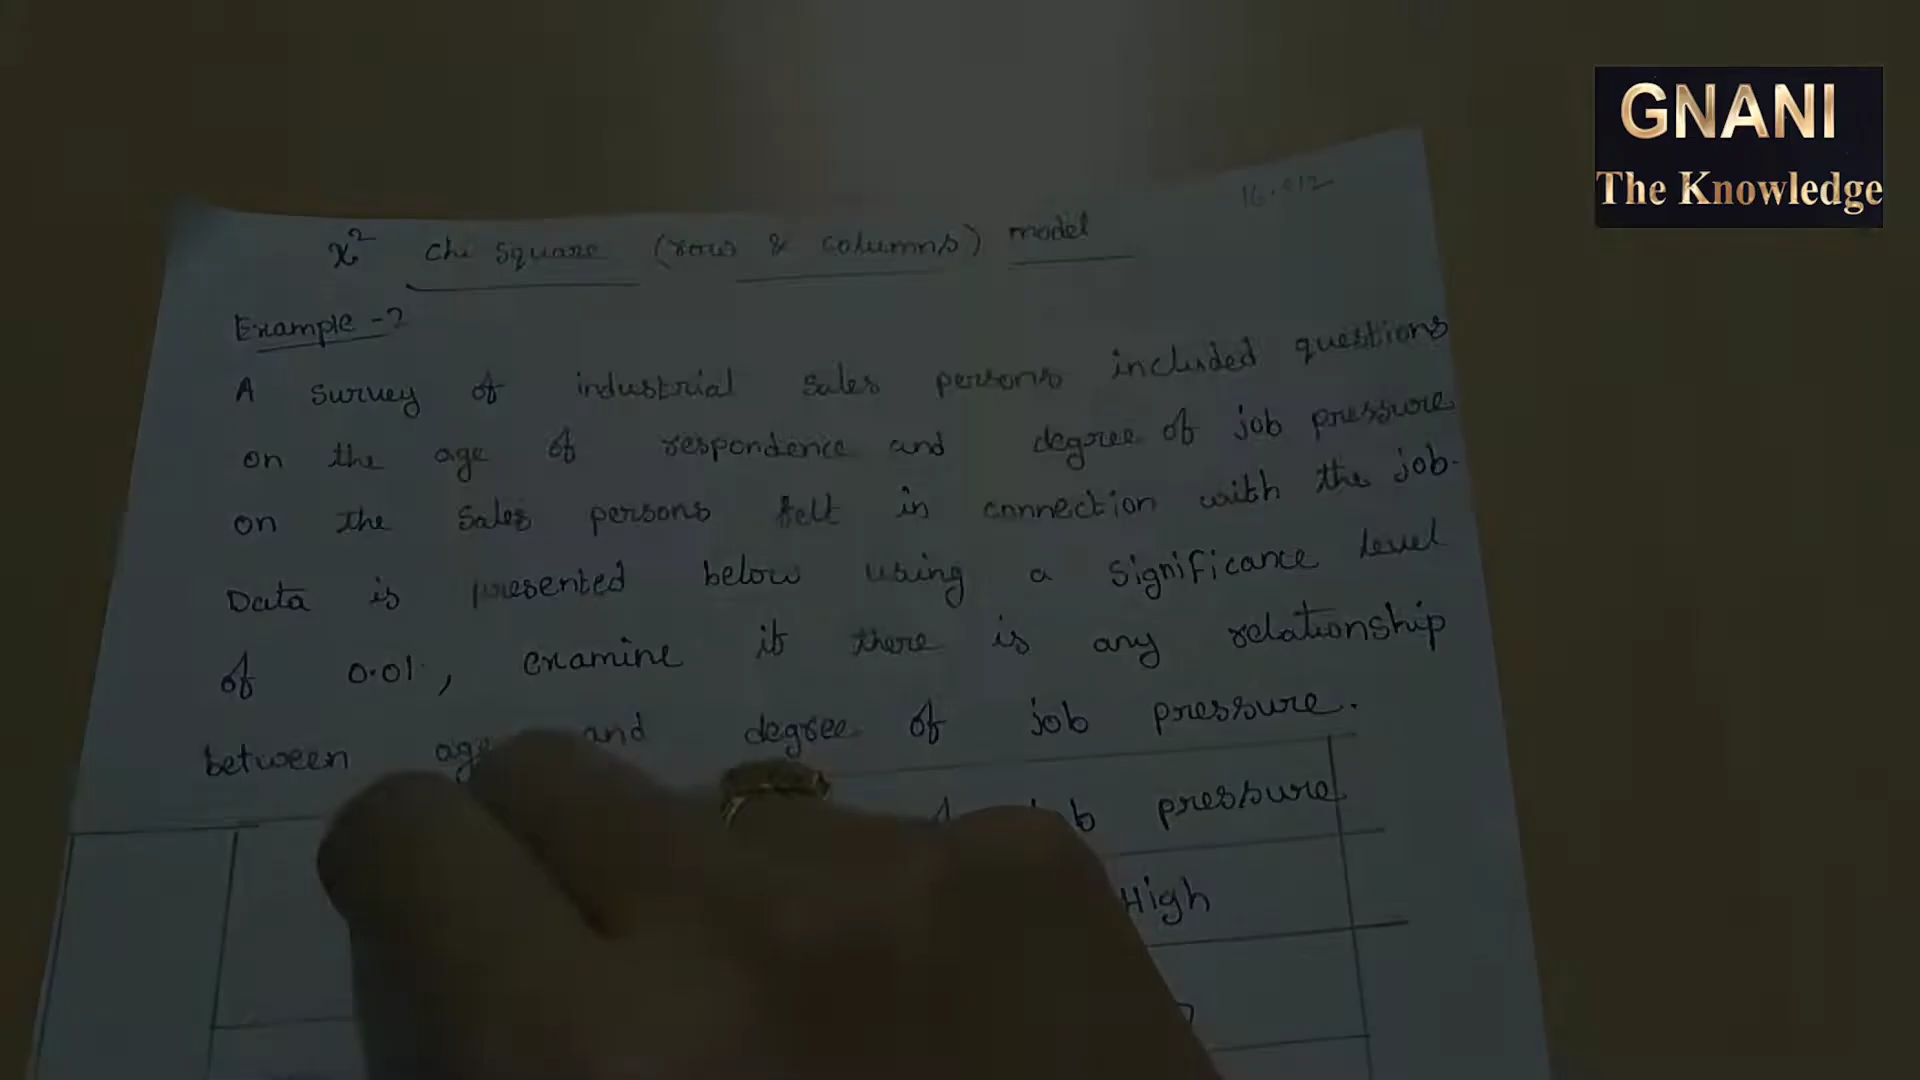 GNANI
The Knowledge
x² Chi Square (rows & columns) model
Example -2
A survey of industrial sales persons included questions
on the age of respondence and degree of job pressure
on the sales persons felt in connection with the job.
Data is presented below using a significance level
of 0.01, examine if there is any relationship
between age and degree of job pressure.
pressure
High